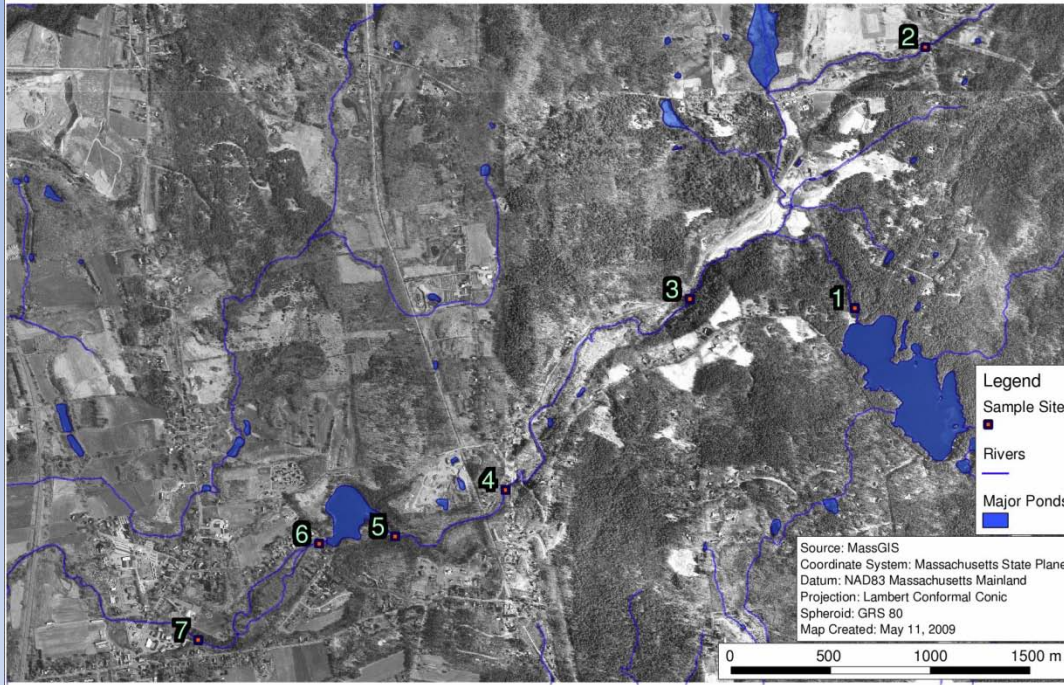 2
3
1
4
5
6
7
Legend
Sample Site
Rivers
Major Ponds
Source: MassGIS
Coordinate System: Massachusetts State Plane
Datum: NAD83 Massachusetts Mainland
Projection: Lambert Conformal Conic
Spheroid: GRS 80
Map Created: May 11, 2009
0 500 1000 1500 m